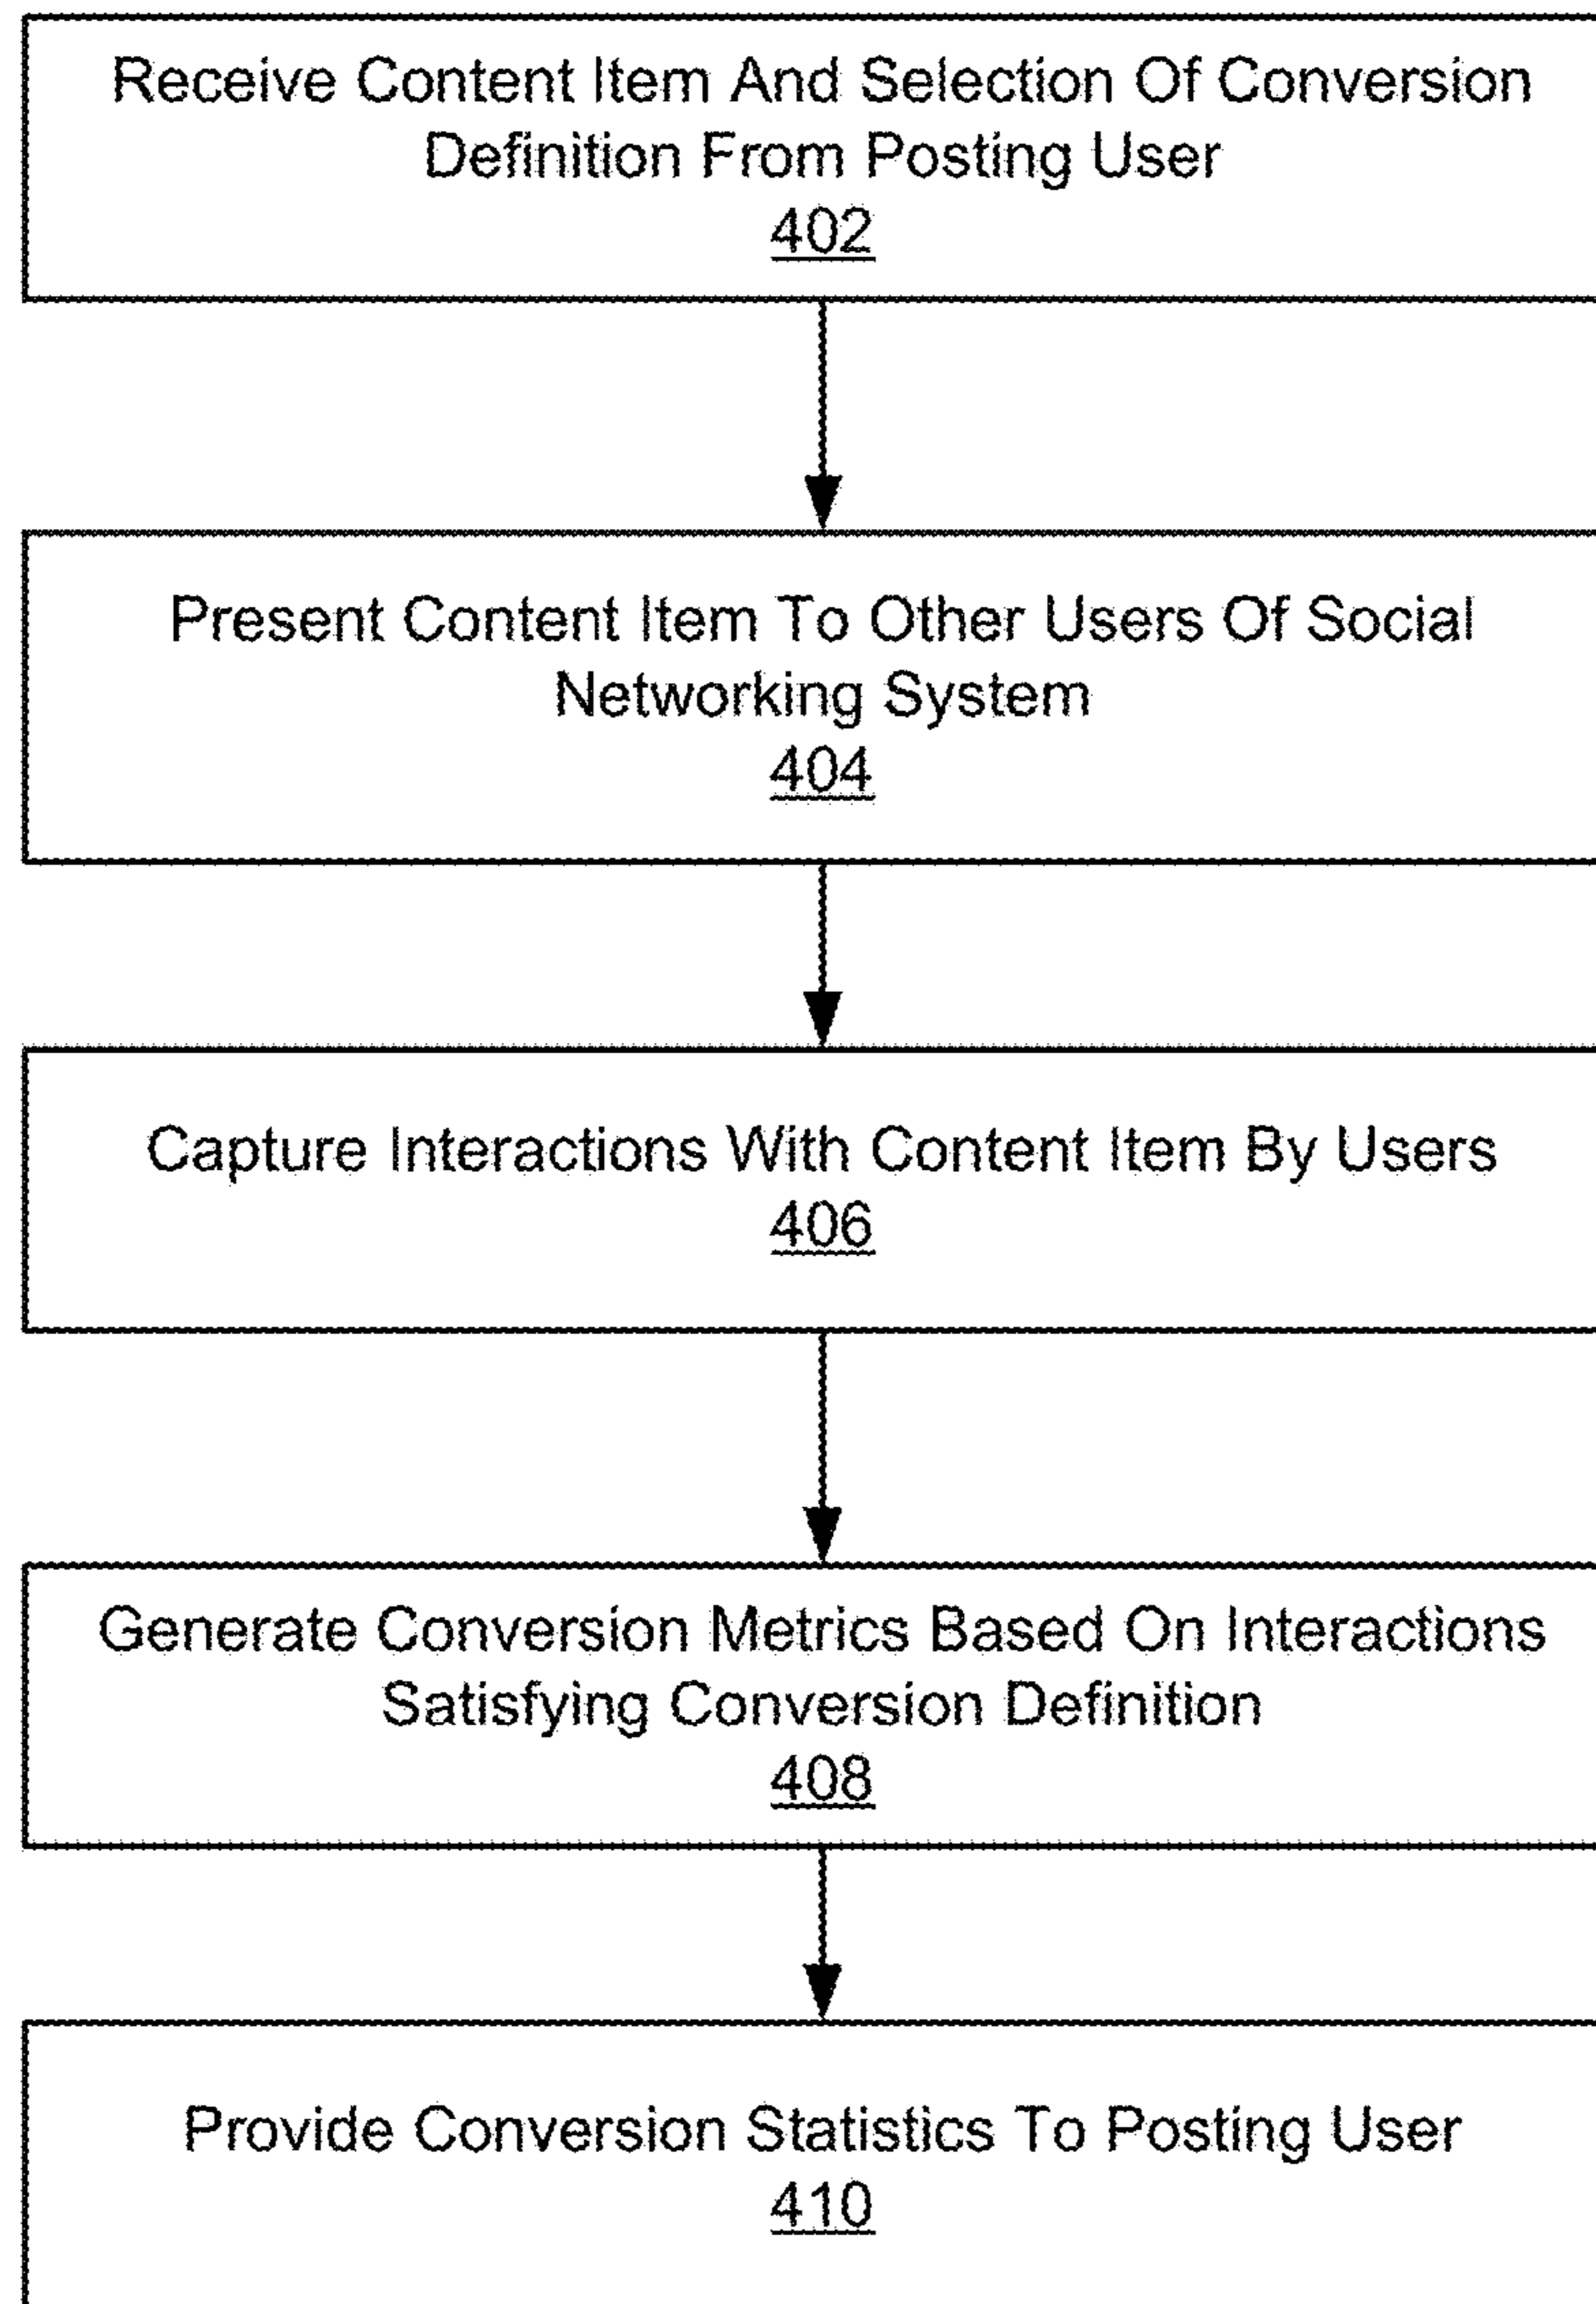 Receive Content Item And Selection Of Conversion
Definition From Posting User
402
Present Content Item To Other Users Of Social
Networking System
404
Capture Interactions With Content Item By Users
406
Generate Conversion Metrics Based On Interactions
Satisfying Conversion Definition
408
Provide Conversion Statistics To Posting User
410